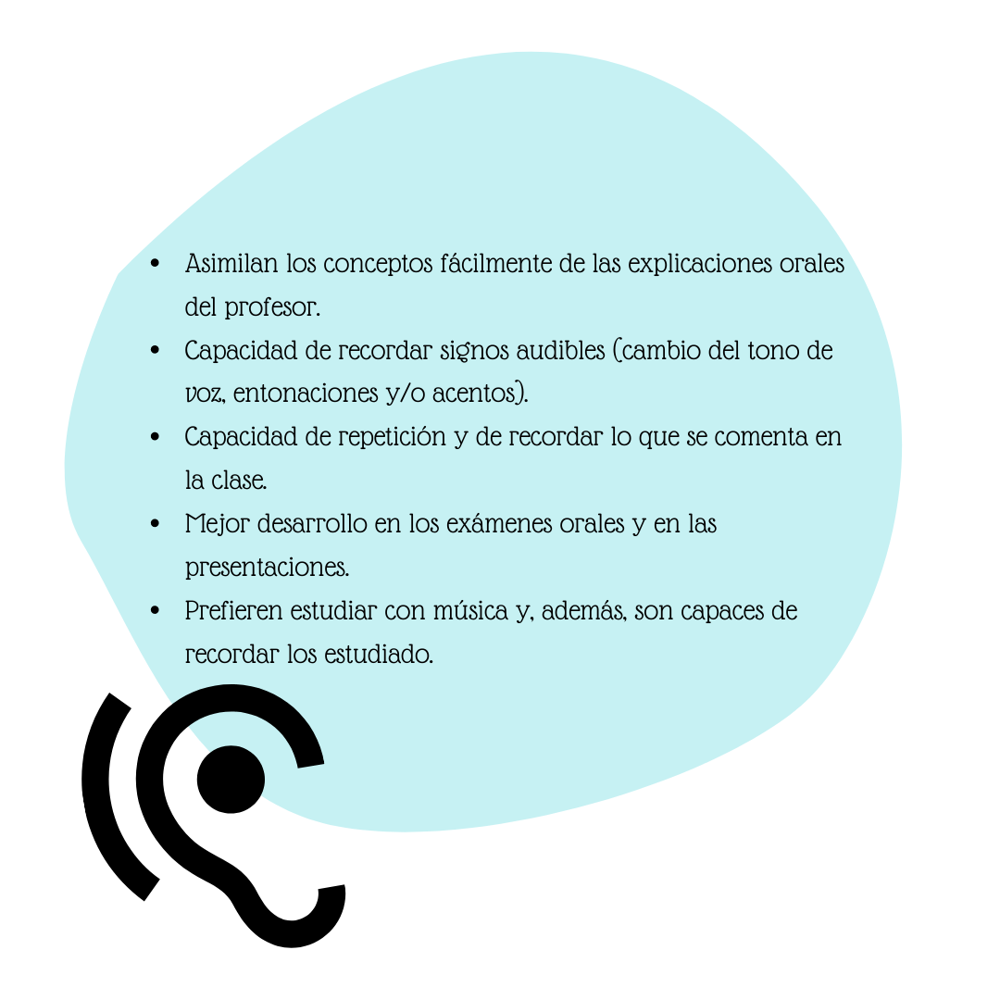 • Asimilan los conceptos fácilmente de las explicaciones orales
del profesor.
• Capacidad de recordar signos audibles (cambio del tono de
voz, entonaciones y/o acentos).
• Capacidad de repetición y de recordar lo que se comenta en
la clase.
• Mejor desarrollo en los exámenes orales y en las
presentaciones.
• Prefieren estudiar con música y, además, son capaces de
recordar los estudiado.